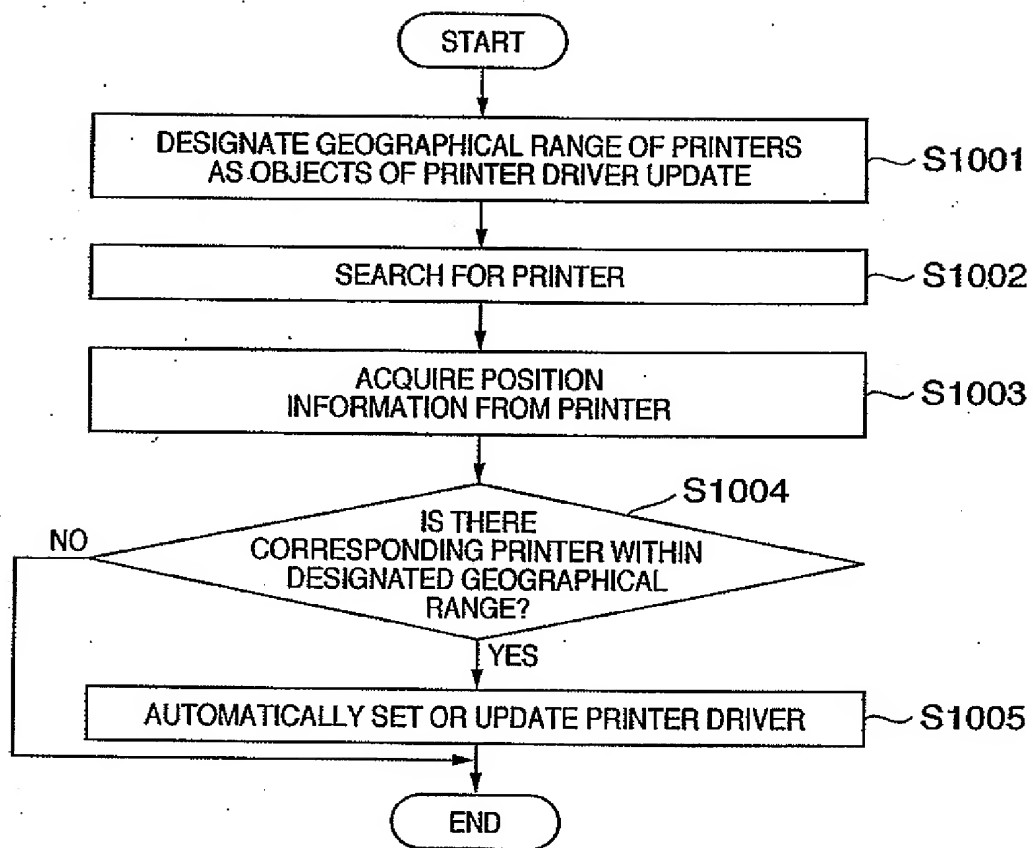 START
DESIGNATE GEOGRAPHICAL RANGE OF PRINTERS
AS OBJECTS OF PRINTER DRIVER UPDATE
S1001
SEARCH FOR PRINTER
S1002
ACQUIRE POSITION
INFORMATION FROM PRINTER
S1003
S1004
IS THERE
CORRESPONDING PRINTER WITHIN
DESIGNATED GEOGRAPHICAL
RANGE?
NO
YES
AUTOMATICALLY SET OR UPDATE PRINTER DRIVER
S1005
END